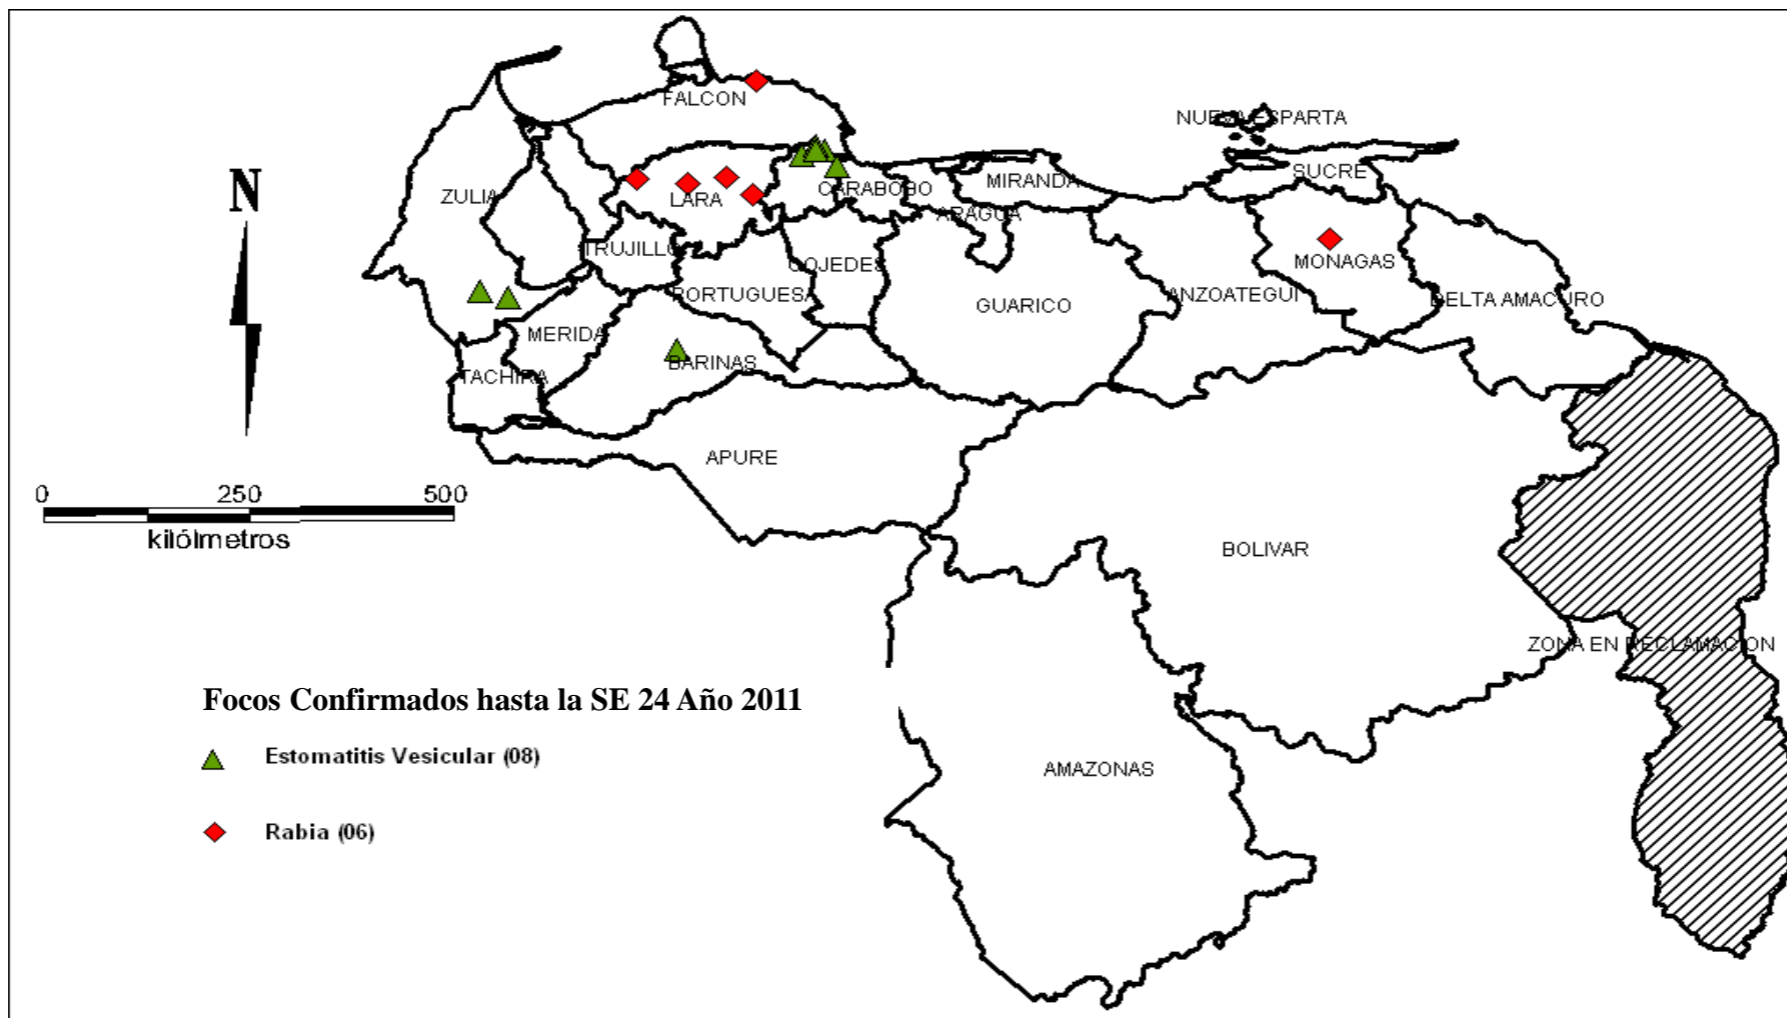 FALCON
NUEVA ESPARTA
N
ZULIA
LARA
CARABOBO
MIRANDA
SUCRE
ARAGUA
TRUJILLO
COJEDES
MONAGAS
PORTUGUESA
GUARICO
ANZOATEGUI
DELTA AMACURO
MERIDA
BARINAS
TACHIRA
APURE
0 250 500
kilólmetros
BOLIVAR
ZONA EN RECLAMACION
Focos Confirmados hasta la SE 24 Año 2011
Estomatitis Vesicular (08)
AMAZONAS
Rabia (06)